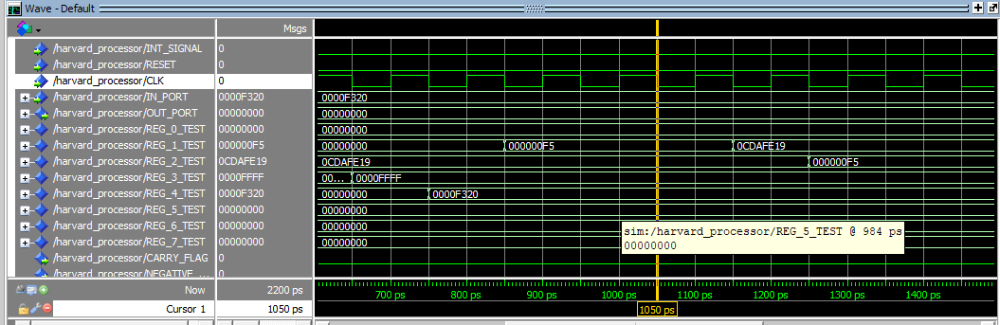 Wave - Default
Msgs
/harvard_processor/INT_SIGNAL 0
/harvard_processor/RESET 0
/harvard_processor/CLK 0
/harvard_processor/IN_PORT 0000F320 0000F320
/harvard_processor/OUT_PORT 00000000 00000000
/harvard_processor/REG_0_TEST 00000000 00000000
/harvard_processor/REG_1_TEST 000000F5 00000000 000000F5 0CDAFE19
/harvard_processor/REG_2_TEST 0CDAFE19 0CDAFE19 000000F5
/harvard_processor/REG_3_TEST 0000FFFF 00... 0000FFFF
/harvard_processor/REG_4_TEST 0000F320 00000000 0000F320
/harvard_processor/REG_5_TEST 00000000 00000000
/harvard_processor/REG_6_TEST 00000000 00000000
/harvard_processor/REG_7_TEST 00000000 00000000
sim:/harvard_processor/REG_5_TEST @ 984 ps
00000000
/harvard_processor/CARRY_FLAG 0
/harvard_processor/NEGATIVE_... 0
Now 2200 ps 700 ps 800 ps 900 ps 1000 ps 1100 ps 1200 ps 1300 ps 1400 ps
Cursor 1 1050 ps 1050 ps